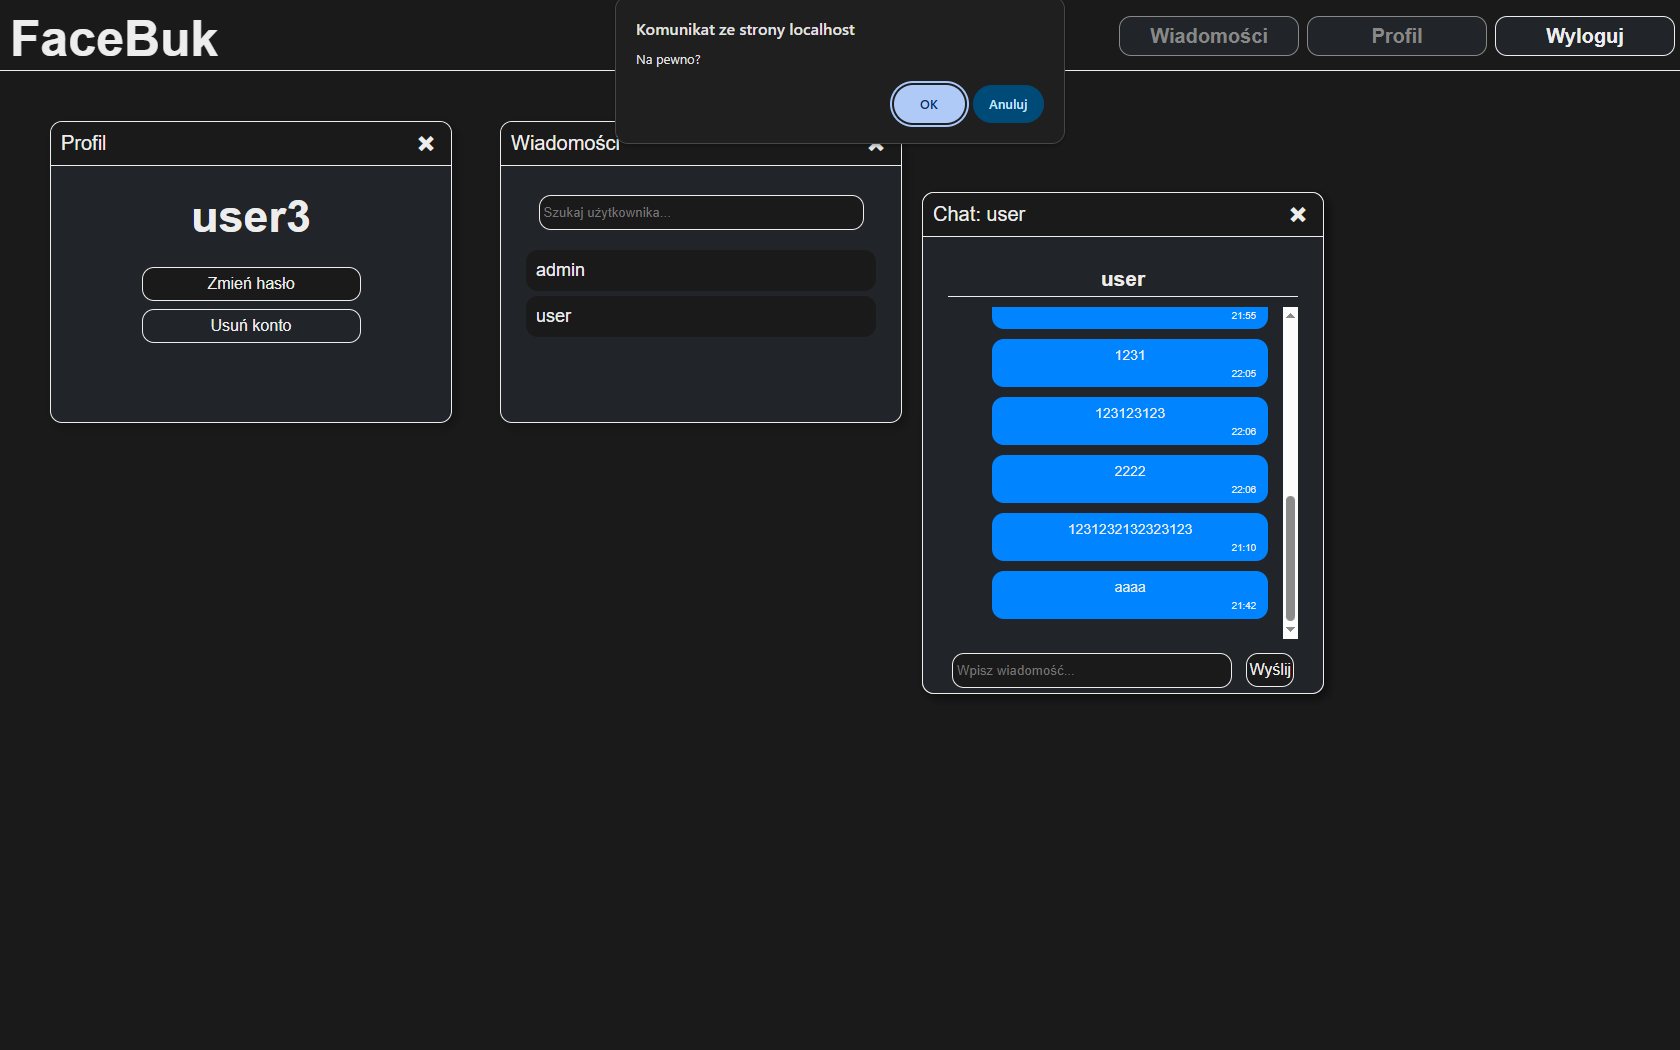 FaceBuk
Komunikat ze strony localhost
Na pewno?
OK
Anuluj
Wiadomości
Profil
Wyloguj
Profil
user3
Zmień hasło
Usuń konto
Wiadomości
Szukaj użytkownika...
admin
user
Chat: user
user
21:55
1231
22:05
123123123
22:06
2222
22:06
1231232132323123
21:10
aaaa
21:42
Wpisz wiadomość...
Wyślij